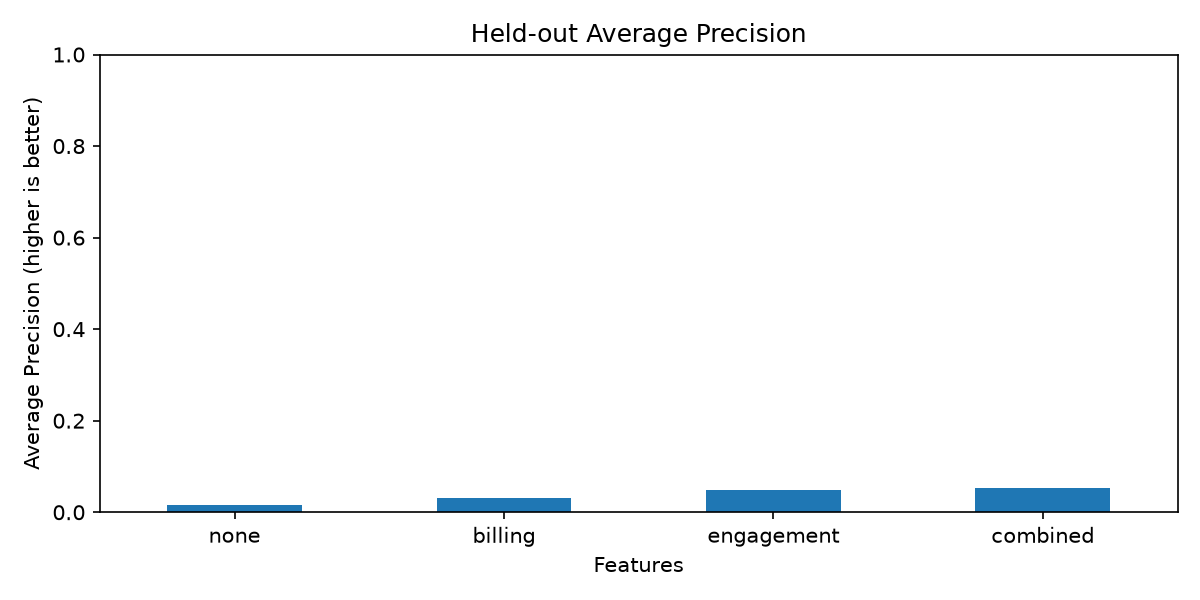 Held-out Average Precision
Average Precision (higher is better)
1.0
0.8
0.6
0.4
0.2
0.0
none billing engagement combined
Features